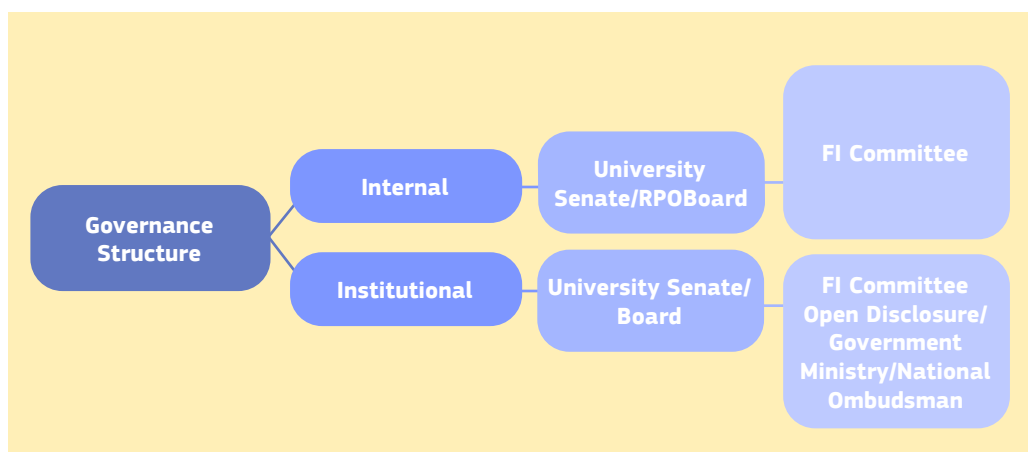 Governance
Structure
Internal
University
Senate/RPOBoard
FI Committee
Institutional
University Senate/
Board
FI Committee
Open Disclosure/
Government
Ministry/National
Ombudsman